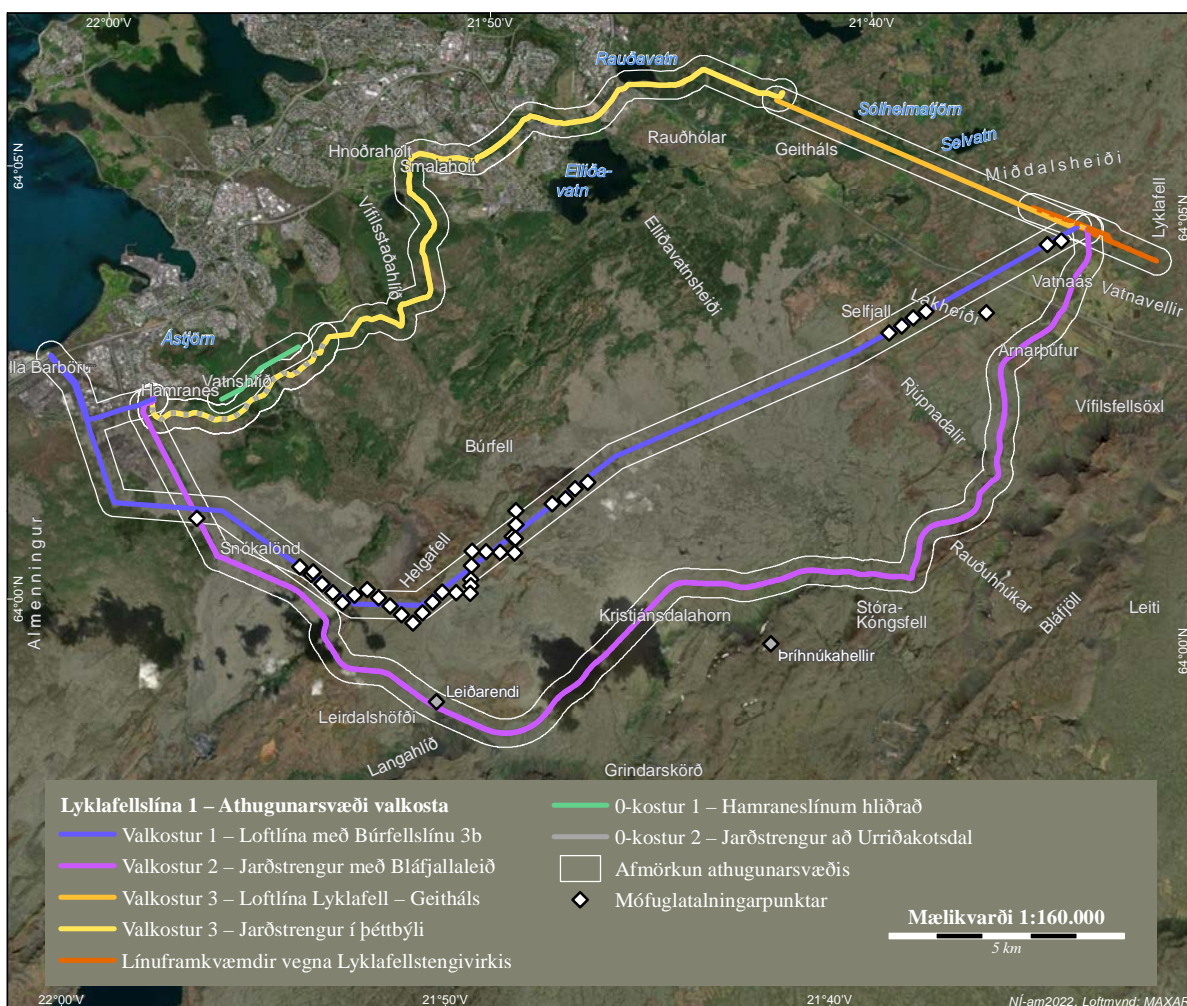 22°00'V
21°50'V
21°40'V
Rauðavatn
Sólheimatjörn
Selvatn
Rauðhólar
Geitháls
Hnoðraholt
Smalaholt
Elliða-
vatn
Miðdalsheiði
64°05'N
64°05'N
Lyklafell
Vífilsstaðahlíð
Elliðavatnsheiði
Vatnaás
Vatnavellir
Lakheiði
Selfjall
Ástjörn
Arnarþúfur
lla Barböru
Hamranes
Vatnshlíð
Rjúpnadalir
Vífilsfellsöxl
Búrfell
Almenningur
Snókalönd
Helgafell
Rauðuhnúkar
Bláfjöll
Leiti
64°00'N
64°00'N
Kristjánsdalahorn
Stóra-
Kóngsfell
Þríhnúkahellir
Leiðarendi
Leirdalshöfði
Langahlíð
Grindarskörð
Lyklafellslína 1 – Athugunarsvæði valkosta
Valkostur 1 – Loftlína með Búrfellslínu 3b
Valkostur 2 – Jarðstrengur með Bláfjallaleið
Valkostur 3 – Loftlína Lyklafell – Geitháls
Valkostur 3 – Jarðstrengur í þéttbýli
Línuframkvæmdir vegna Lyklafellstengivirkis
0-kostur 1 – Hamraneslínum hliðrað
0-kostur 2 – Jarðstrengur að Urriðakotsdal
Afmörkun athugunarsvæðis
Mófuglatalningarpunktar
Mælikvarði 1:160.000
5 km
22°00'V
21°50'V
21°40'V
NÍ-am2022, Loftmynd: MAXAR